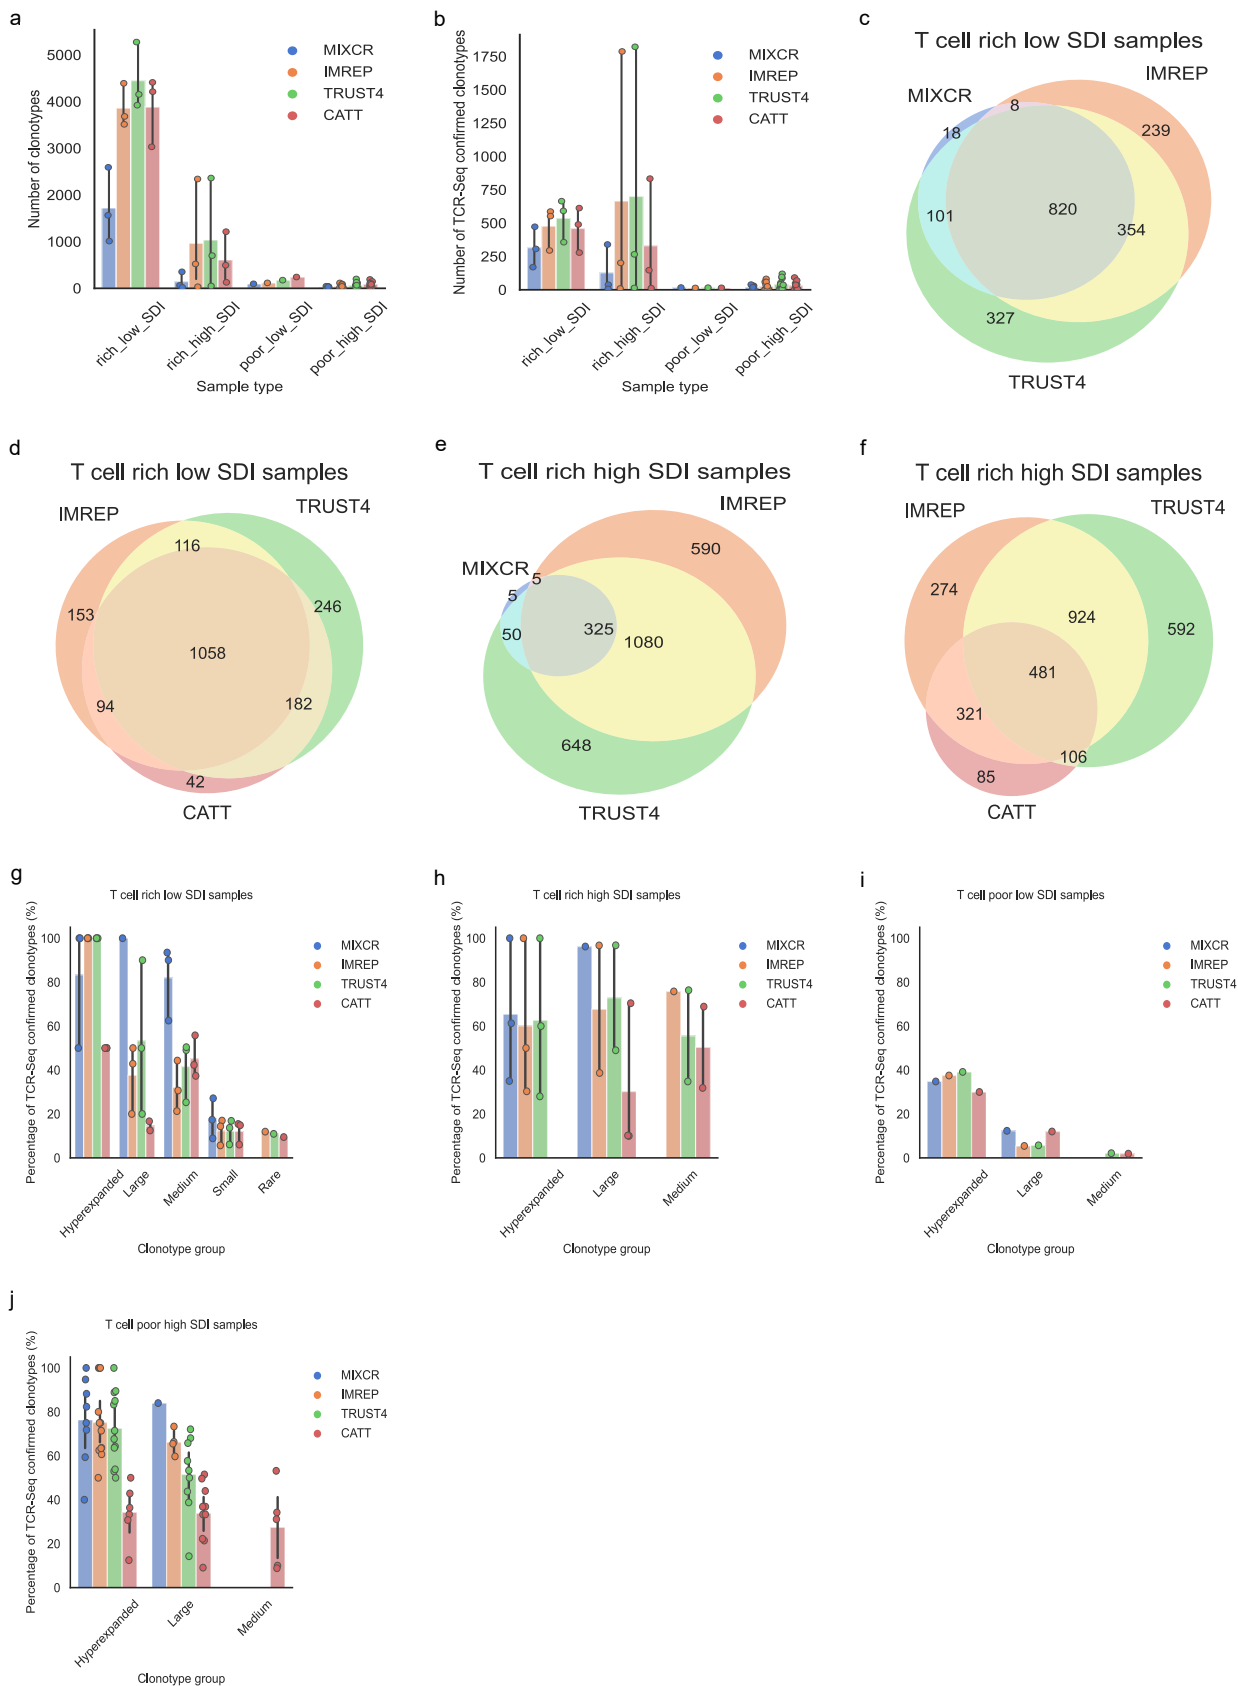 a
5000
4000
3000
2000
1000
0
Number of clonotypes
MIXCR
IMREP
TRUST4
CATT
rich_low_SDI
rich_high_SDI
poor_low_SDI
poor_high_SDI
Sample type
b
1750
1500
1250
1000
750
500
250
0
Number of TCR-Seq confirmed clonotypes
MIXCR
IMREP
TRUST4
CATT
rich_low_SDI
rich_high_SDI
poor_low_SDI
poor_high_SDI
Sample type
c
T cell rich low SDI samples
IMREP
MIXCR
8
18
239
101
820
354
327
TRUST4
d
T cell rich low SDI samples
IMREP
TRUST4
116
153
246
1058
94
182
42
CATT
e
T cell rich high SDI samples
IMREP
590
MIXCR
5
5
50
325
1080
648
TRUST4
f
T cell rich high SDI samples
IMREP
TRUST4
274
924
592
481
321
106
85
CATT
g
T cell rich low SDI samples
100
80
60
40
20
0
Percentage of TCR-Seq confirmed clonotypes (%)
MIXCR
IMREP
TRUST4
CATT
Hyperexpanded
Large
Medium
Small
Rare
Clonotype group
h
T cell rich high SDI samples
100
80
60
40
20
0
Percentage of TCR-Seq confirmed clonotypes (%)
MIXCR
IMREP
TRUST4
CATT
Hyperexpanded
Large
Medium
Clonotype group
i
T cell poor low SDI samples
100
80
60
40
20
0
Percentage of TCR-Seq confirmed clonotypes (%)
MIXCR
IMREP
TRUST4
CATT
Hyperexpanded
Large
Medium
Clonotype group
j
T cell poor high SDI samples
100
80
60
40
20
0
Percentage of TCR-Seq confirmed clonotypes (%)
MIXCR
IMREP
TRUST4
CATT
Hyperexpanded
Large
Medium
Clonotype group